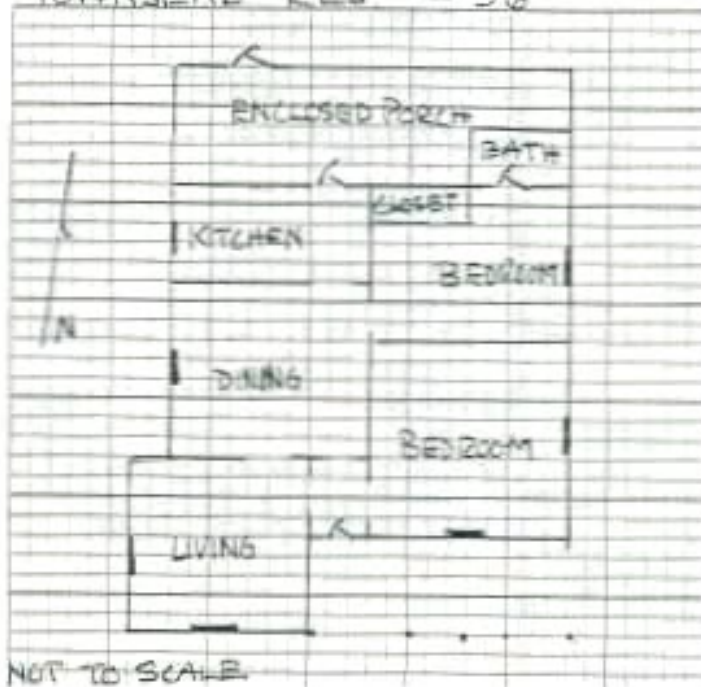 ENCLOSED PORCH
BATH
CLOSET
KITCHEN
BEDROOM
N
DINING
BEDROOM
LIVING
NOT TO SCALE